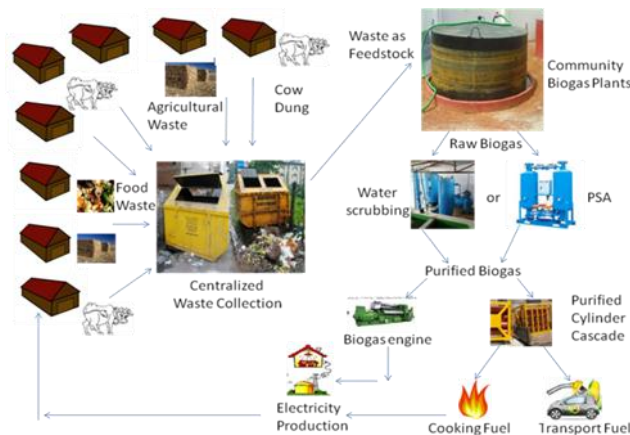 Waste as
Feedstock
Community
Biogas Plants
Agricultural
Waste
Cow
Dung
Raw Biogas
Food
Waste
Water
scrubbing
or
PSA
Centralized
Waste Collection
Purified Biogas
Purified
Cylinder
Cascade
Biogas engine
Electricity
Production
Cooking Fuel
Transport Fuel